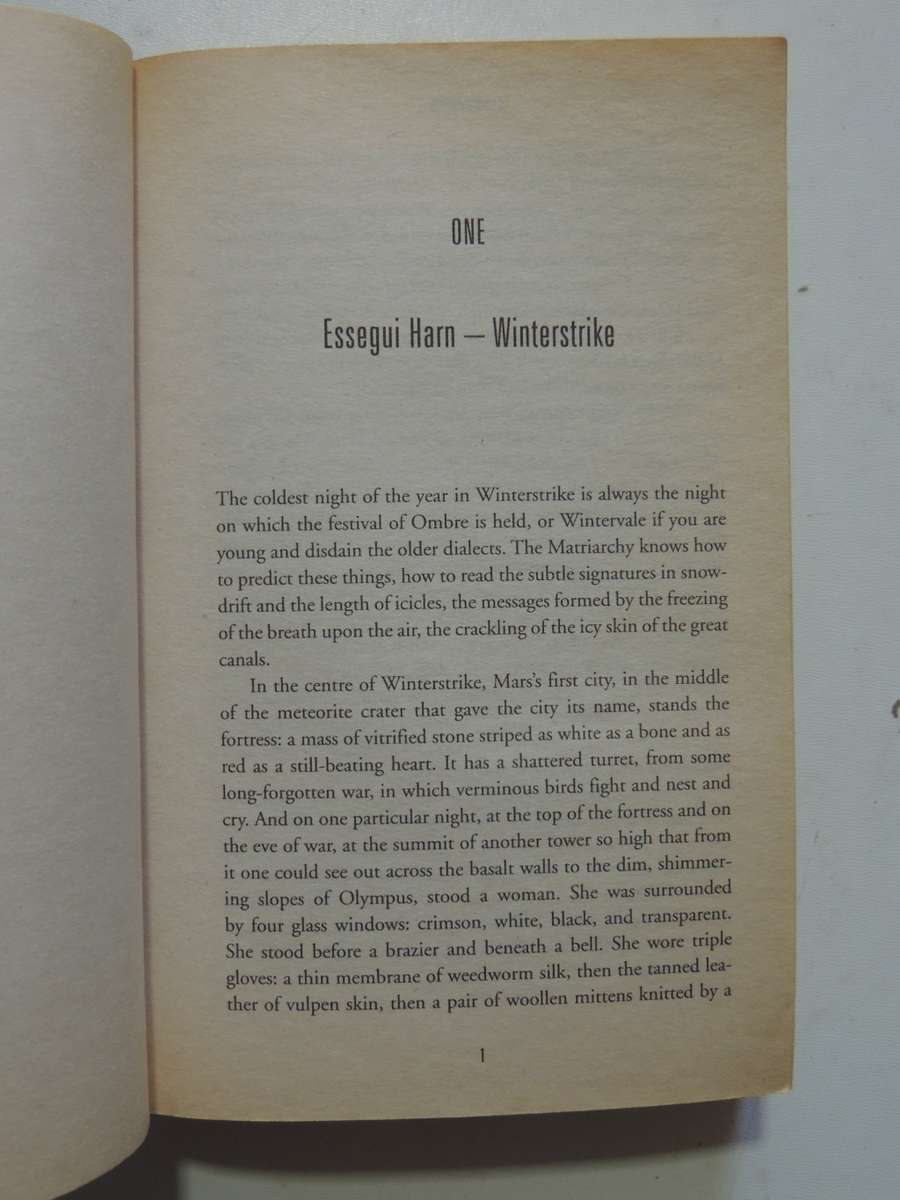 ONE
Essegui Harn – Winterstrike
The coldest night of the year in Winterstrike is always the night
on which the festival of Ombre is held, or Wintervale if you are
young and disdain the older dialects. The Matriarchy knows how
to predict these things, how to read the subtle signatures in snow-
drift and the length of icicles, the messages formed by the freezing
of the breath upon the air, the crackling of the icy skin of the great
canals.
In the centre of Winterstrike, Mars's first city, in the middle
of the meteorite crater that gave the city its name, stands the
fortress: a mass of vitrified stone striped as white as a bone and as
red as a still-beating heart. It has a shattered turret, from some
long-forgotten war, in which verminous birds fight and nest and
cry. And on one particular night, at the top of the fortress and on
the eve of war, at the summit of another tower so high that from
it one could see out across the basalt walls to the dim, shimmer-
ing slopes of Olympus, stood a woman. She was surrounded
by four glass windows: crimson, white, black, and transparent.
She stood before a brazier and beneath a bell. She wore triple
gloves: a thin membrane of weedworm silk, then the tanned lea-
ther of vulpen skin, then a pair of woollen mittens knitted by a
1